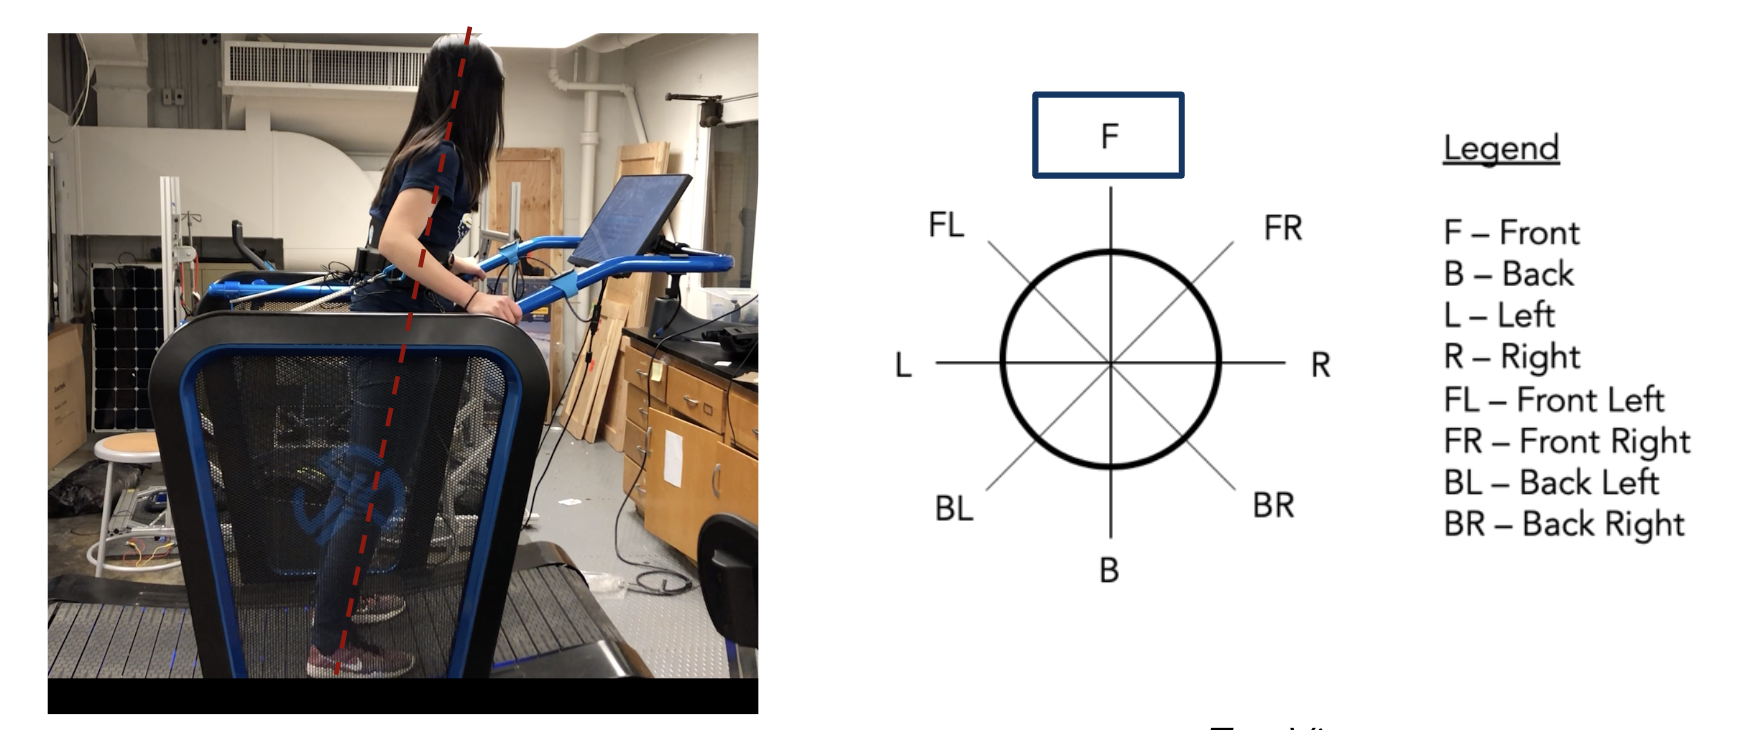 F
FL
FR
L
R
BL
BR
B
Legend
F – Front
B – Back
L – Left
R – Right
FL – Front Left
FR – Front Right
BL – Back Left
BR – Back Right